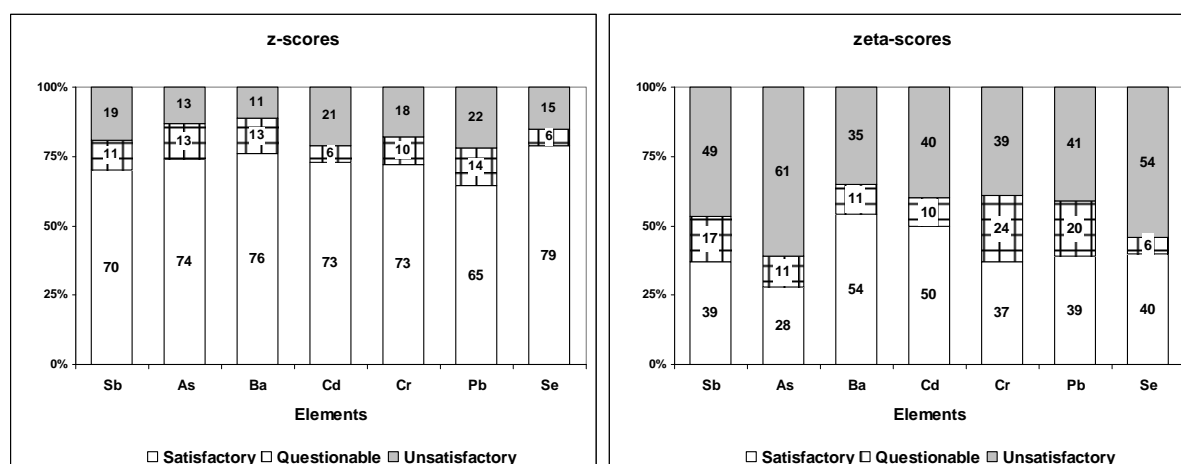 z-scores
100%
75%
50%
25%
0%
19 13 11 21 18 22 15
11 13 13 6 10 14 6
70 74 76 73 73 65 79
Sb As Ba Cd Cr Pb Se
Elements
Satisfactory Questionable Unsatisfactory
zeta-scores
100%
75%
50%
25%
0%
49 61 35 40 39 41 54
17 11 11 10 24 20 6
39 28 54 50 37 39 40
Sb As Ba Cd Cr Pb Se
Elements
Satisfactory Questionable Unsatisfactory